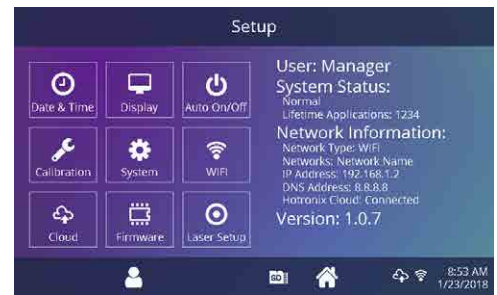 Setup
Date & Time
Display
Auto On/Off
Calibration
System
WiFi
Cloud
Firmware
Laser Setup
User: Manager
System Status:
Normal
Lifetime Applications: 1234
Network Information:
Network Type: WiFi
Networks: Network Name
IP Address: 192.168.1.2
DNS Address: 8.8.8.8
Hotronix Cloud: Connected
Version: 1.0.7
SD
8:53 AM
1/23/2018